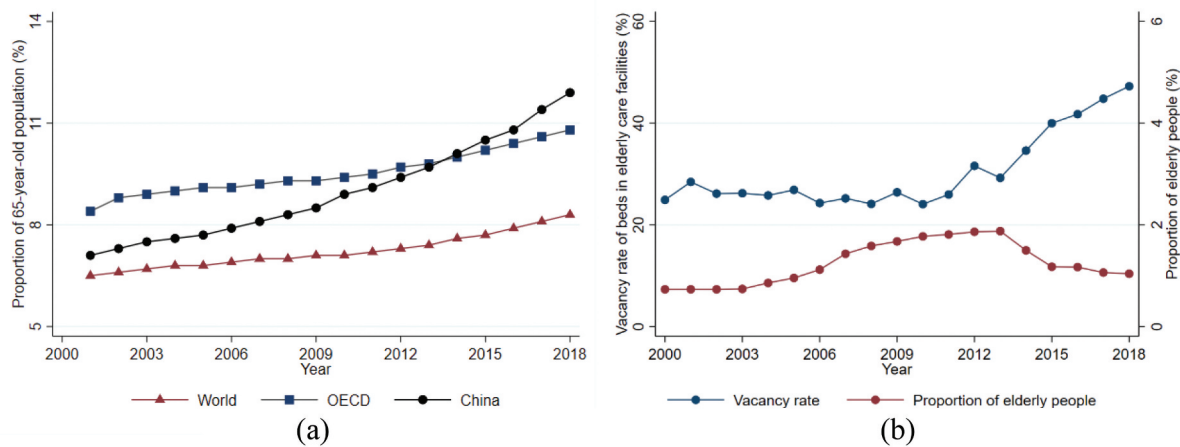 Proportion of 65-year-old population (%)
14
11
8
5
2000 2003 2006 2009 2012 2015 2018
Year
World OECD China
(a)
Vacancy rate of beds in elderly care facilities (%)
60
40
20
0
Proportion of elderly people (%)
6
4
2
0
2000 2003 2006 2009 2012 2015 2018
Year
Vacancy rate Proportion of elderly people
(b)